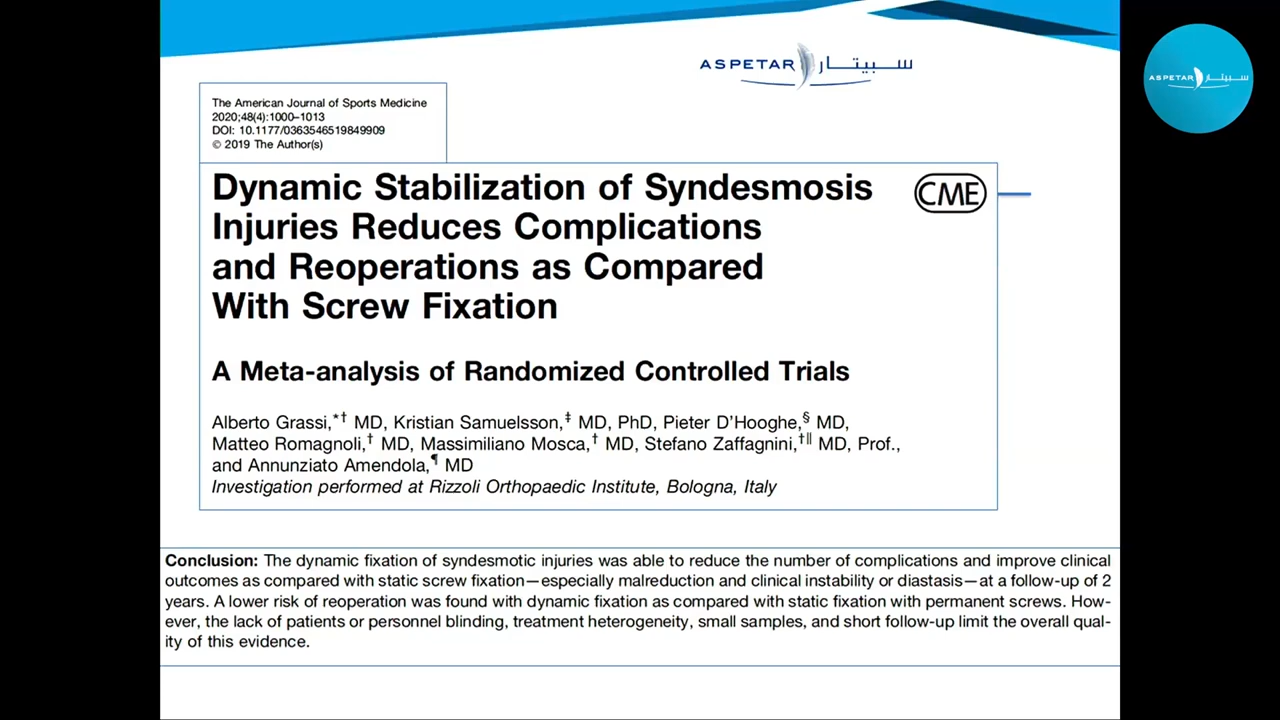 ASPETAR سبيتار
ASPETAR سبيتار
The American Journal of Sports Medicine
2020;48(4):1000–1013
DOI: 10.1177/0363546519849909
© 2019 The Author(s)
Dynamic Stabilization of Syndesmosis
Injuries Reduces Complications
and Reoperations as Compared
With Screw Fixation
CME
A Meta-analysis of Randomized Controlled Trials
Alberto Grassi,*† MD, Kristian Samuelsson,‡ MD, PhD, Pieter D'Hooghe,§ MD,
Matteo Romagnoli,† MD, Massimiliano Mosca,† MD, Stefano Zaffagnini,†|| MD, Prof.,
and Annunziato Amendola,¶ MD
Investigation performed at Rizzoli Orthopaedic Institute, Bologna, Italy
Conclusion: The dynamic fixation of syndesmotic injuries was able to reduce the number of complications and improve clinical
outcomes as compared with static screw fixation—especially malreduction and clinical instability or diastasis—at a follow-up of 2
years. A lower risk of reoperation was found with dynamic fixation as compared with static fixation with permanent screws. How-
ever, the lack of patients or personnel blinding, treatment heterogeneity, small samples, and short follow-up limit the overall qual-
ity of this evidence.